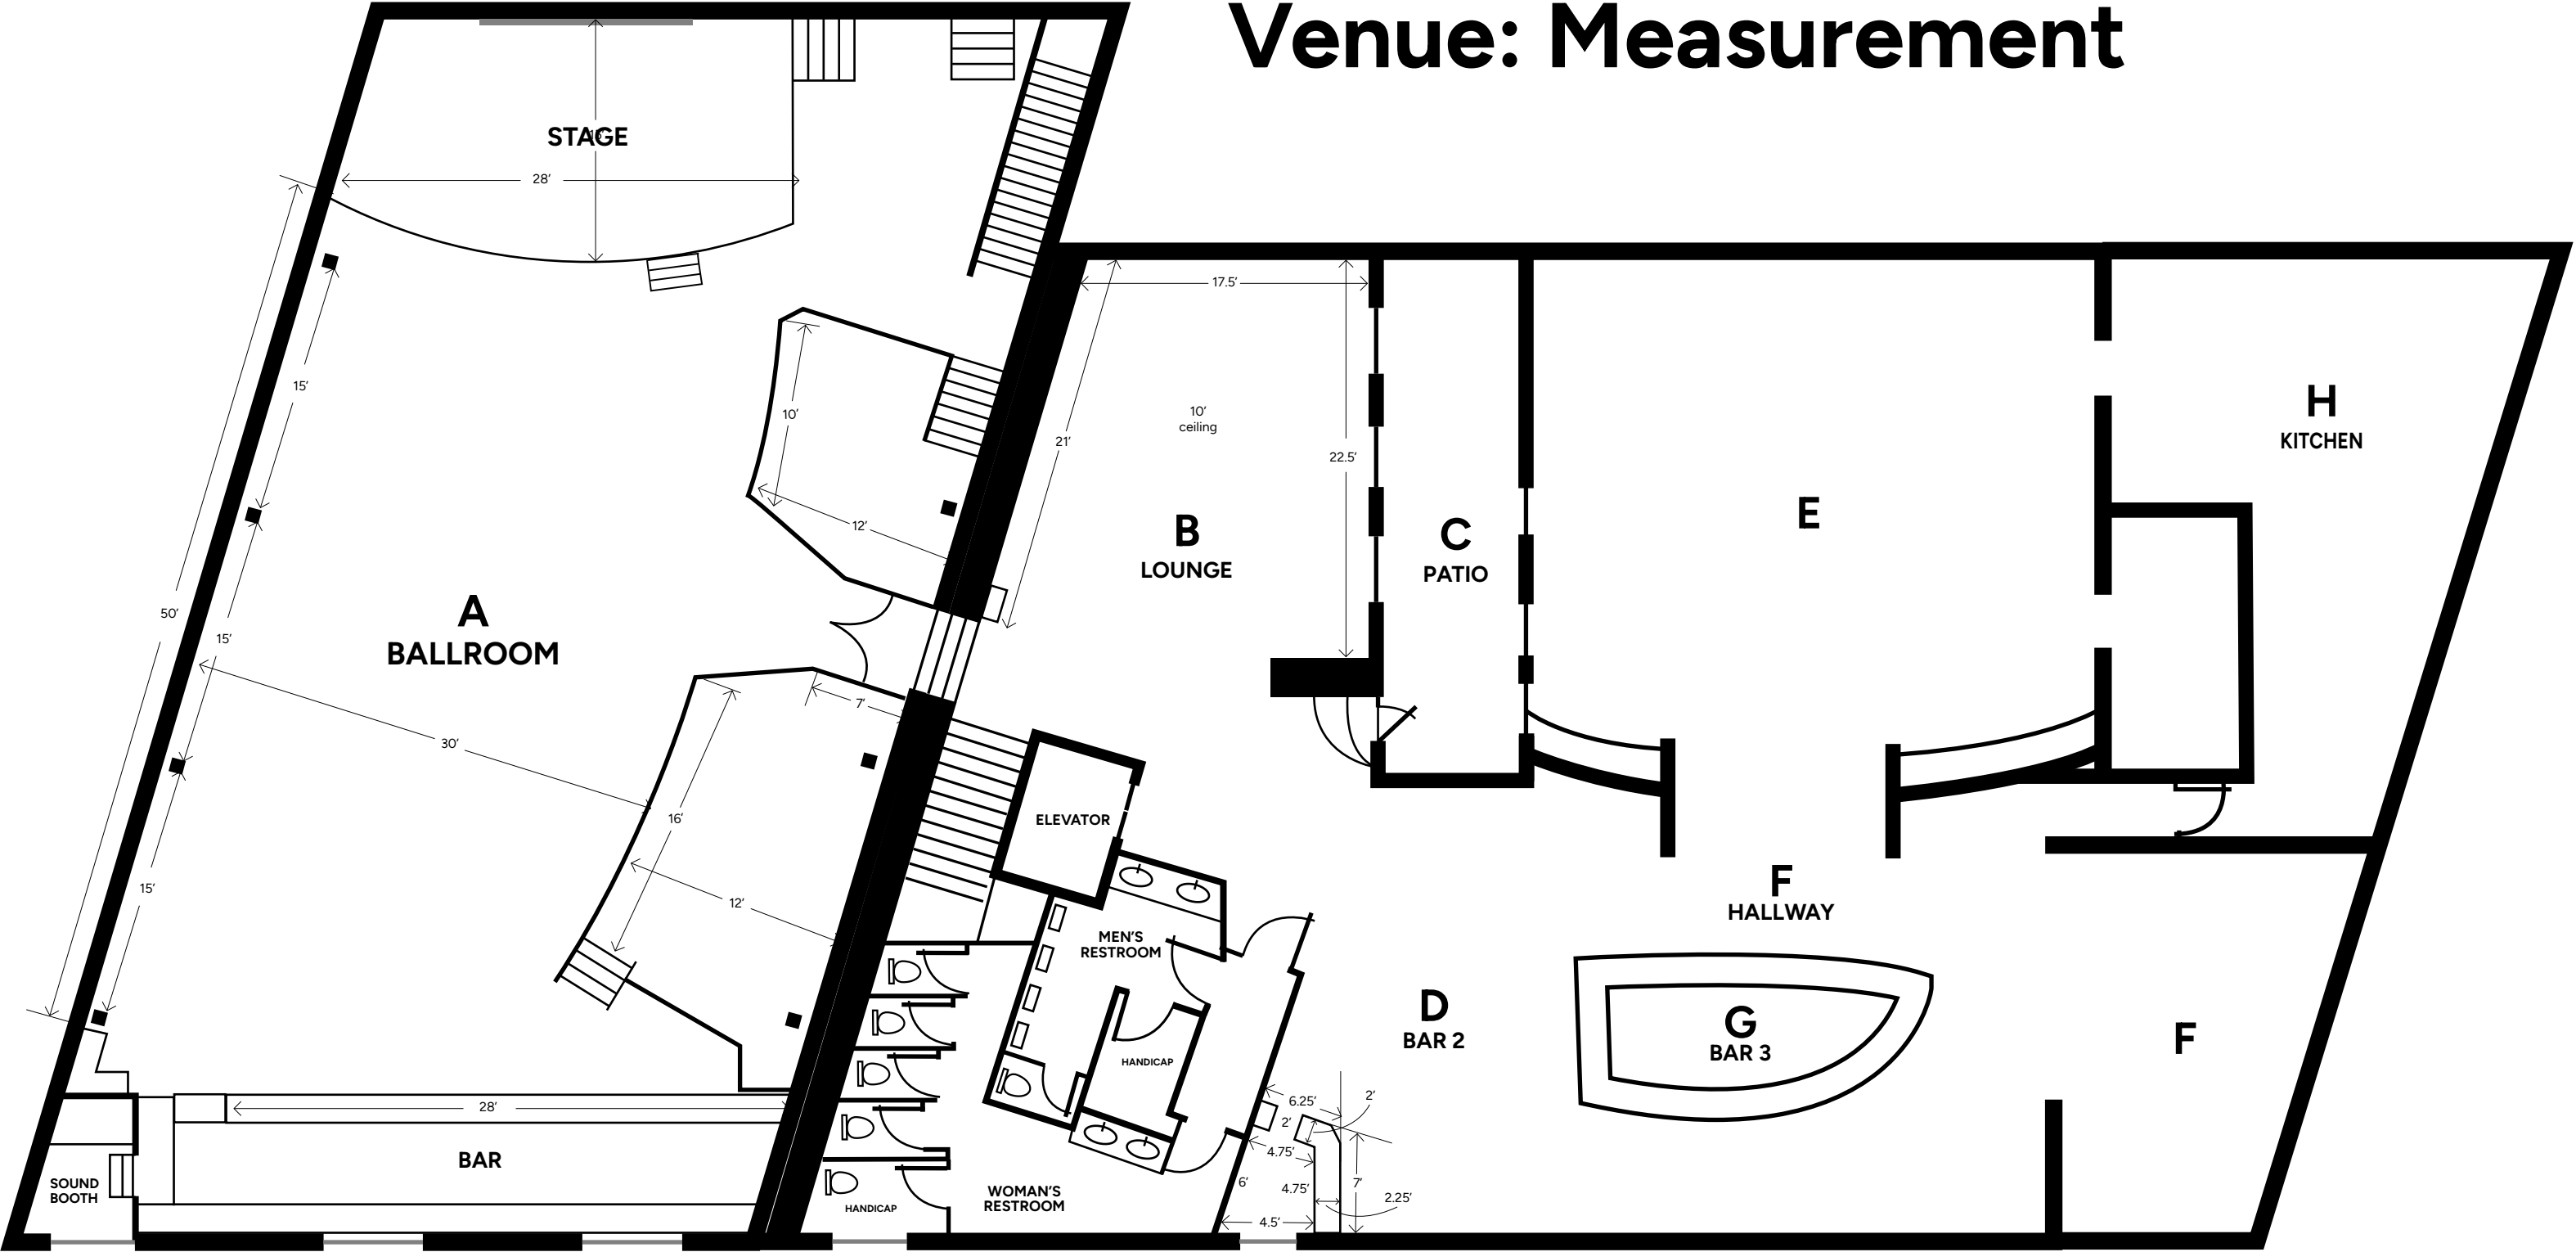 Venue: Measurement
STAGE
28′
15′
10′
12′
50′
15′
A
BALLROOM
30′
7′
16′
12′
15′
28′
BAR
SOUND
BOOTH
17.5′
21′
10′
ceiling
22.5′
B
LOUNGE
C
PATIO
E
H
KITCHEN
ELEVATOR
MEN’S
RESTROOM
HANDICAP
WOMAN’S
RESTROOM
HANDICAP
D
BAR 2
F
HALLWAY
G
BAR 3
F
6.25′
2′
2′
4.75′
6′
4.75′
7′
2.25′
4.5′